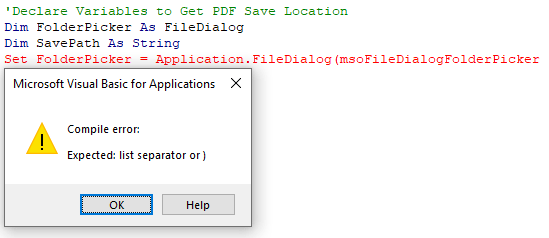 'Declare Variables to Get PDF Save Location
Dim FolderPicker As FileDialog
Dim SavePath As String
Set FolderPicker = Application.FileDialog(msoFileDialogFolderPicker
Microsoft Visual Basic for Applications
Compile error:
Expected: list separator or )
OK
Help